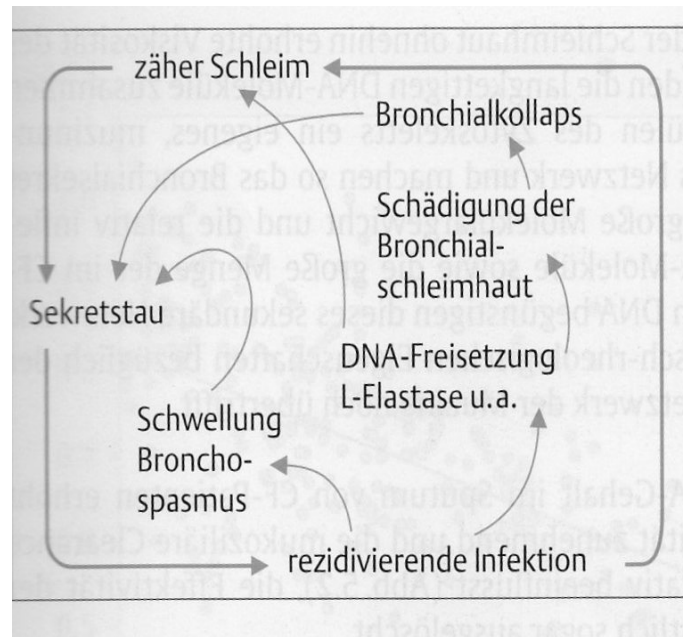 zäher Schleim
Bronchialkollaps
Schädigung der
Bronchial-
schleimhaut
Sekretstau
DNA-Freisetzung
L-Elastase u.a.
Schwellung
Broncho-
spasmus
rezidivierende Infektion